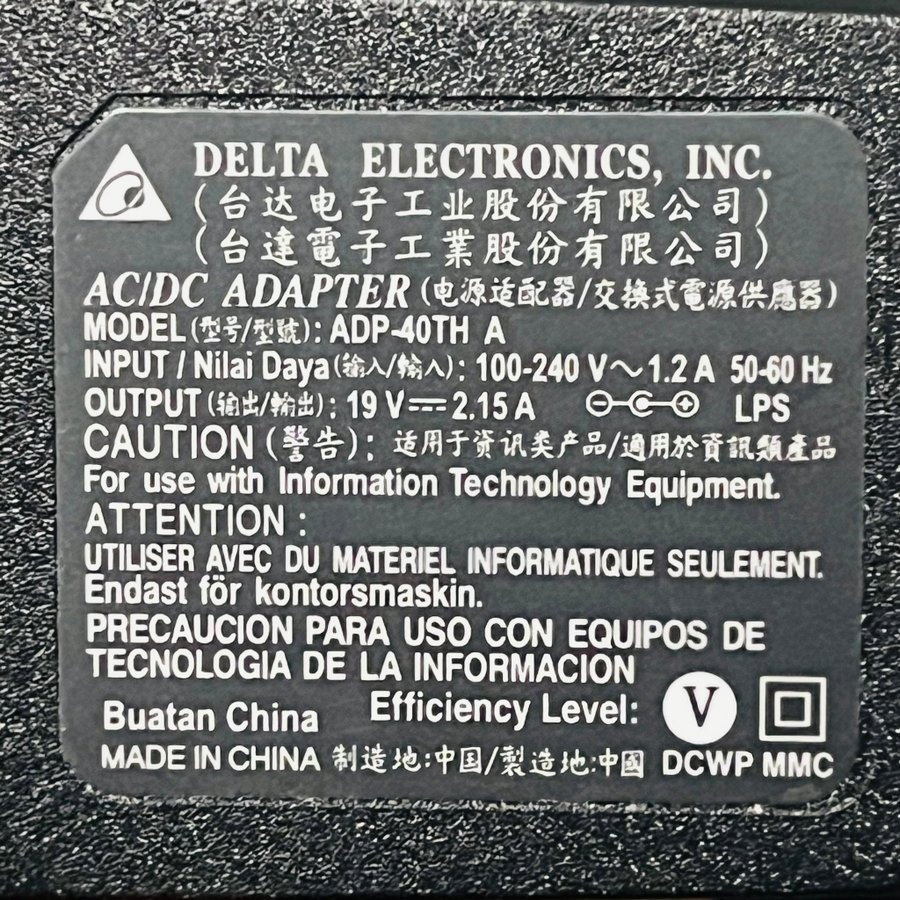 DELTA ELECTRONICS, INC.
(台达电子工业股份有限公司)
(台達電子工業股份有限公司)
AC/DC ADAPTER (电源适配器/交换式電源供應器)
MODEL (型号/型號): ADP-40TH A
INPUT / Nilai Daya (输入/輸入): 100-240 V~1.2 A 50-60 Hz
OUTPUT (输出/輸出): 19 V⎓2.15 A LPS
CAUTION (警告): 适用于资讯类产品/適用於資訊類產品
For use with Information Technology Equipment.
ATTENTION :
UTILISER AVEC DU MATERIEL INFORMATIQUE SEULEMENT.
Endast för kontorsmaskin.
PRECAUCION PARA USO CON EQUIPOS DE
TECNOLOGIA DE LA INFORMACION
Buatan China Efficiency Level: V
MADE IN CHINA 制造地:中国/製造地:中國 DCWP MMC